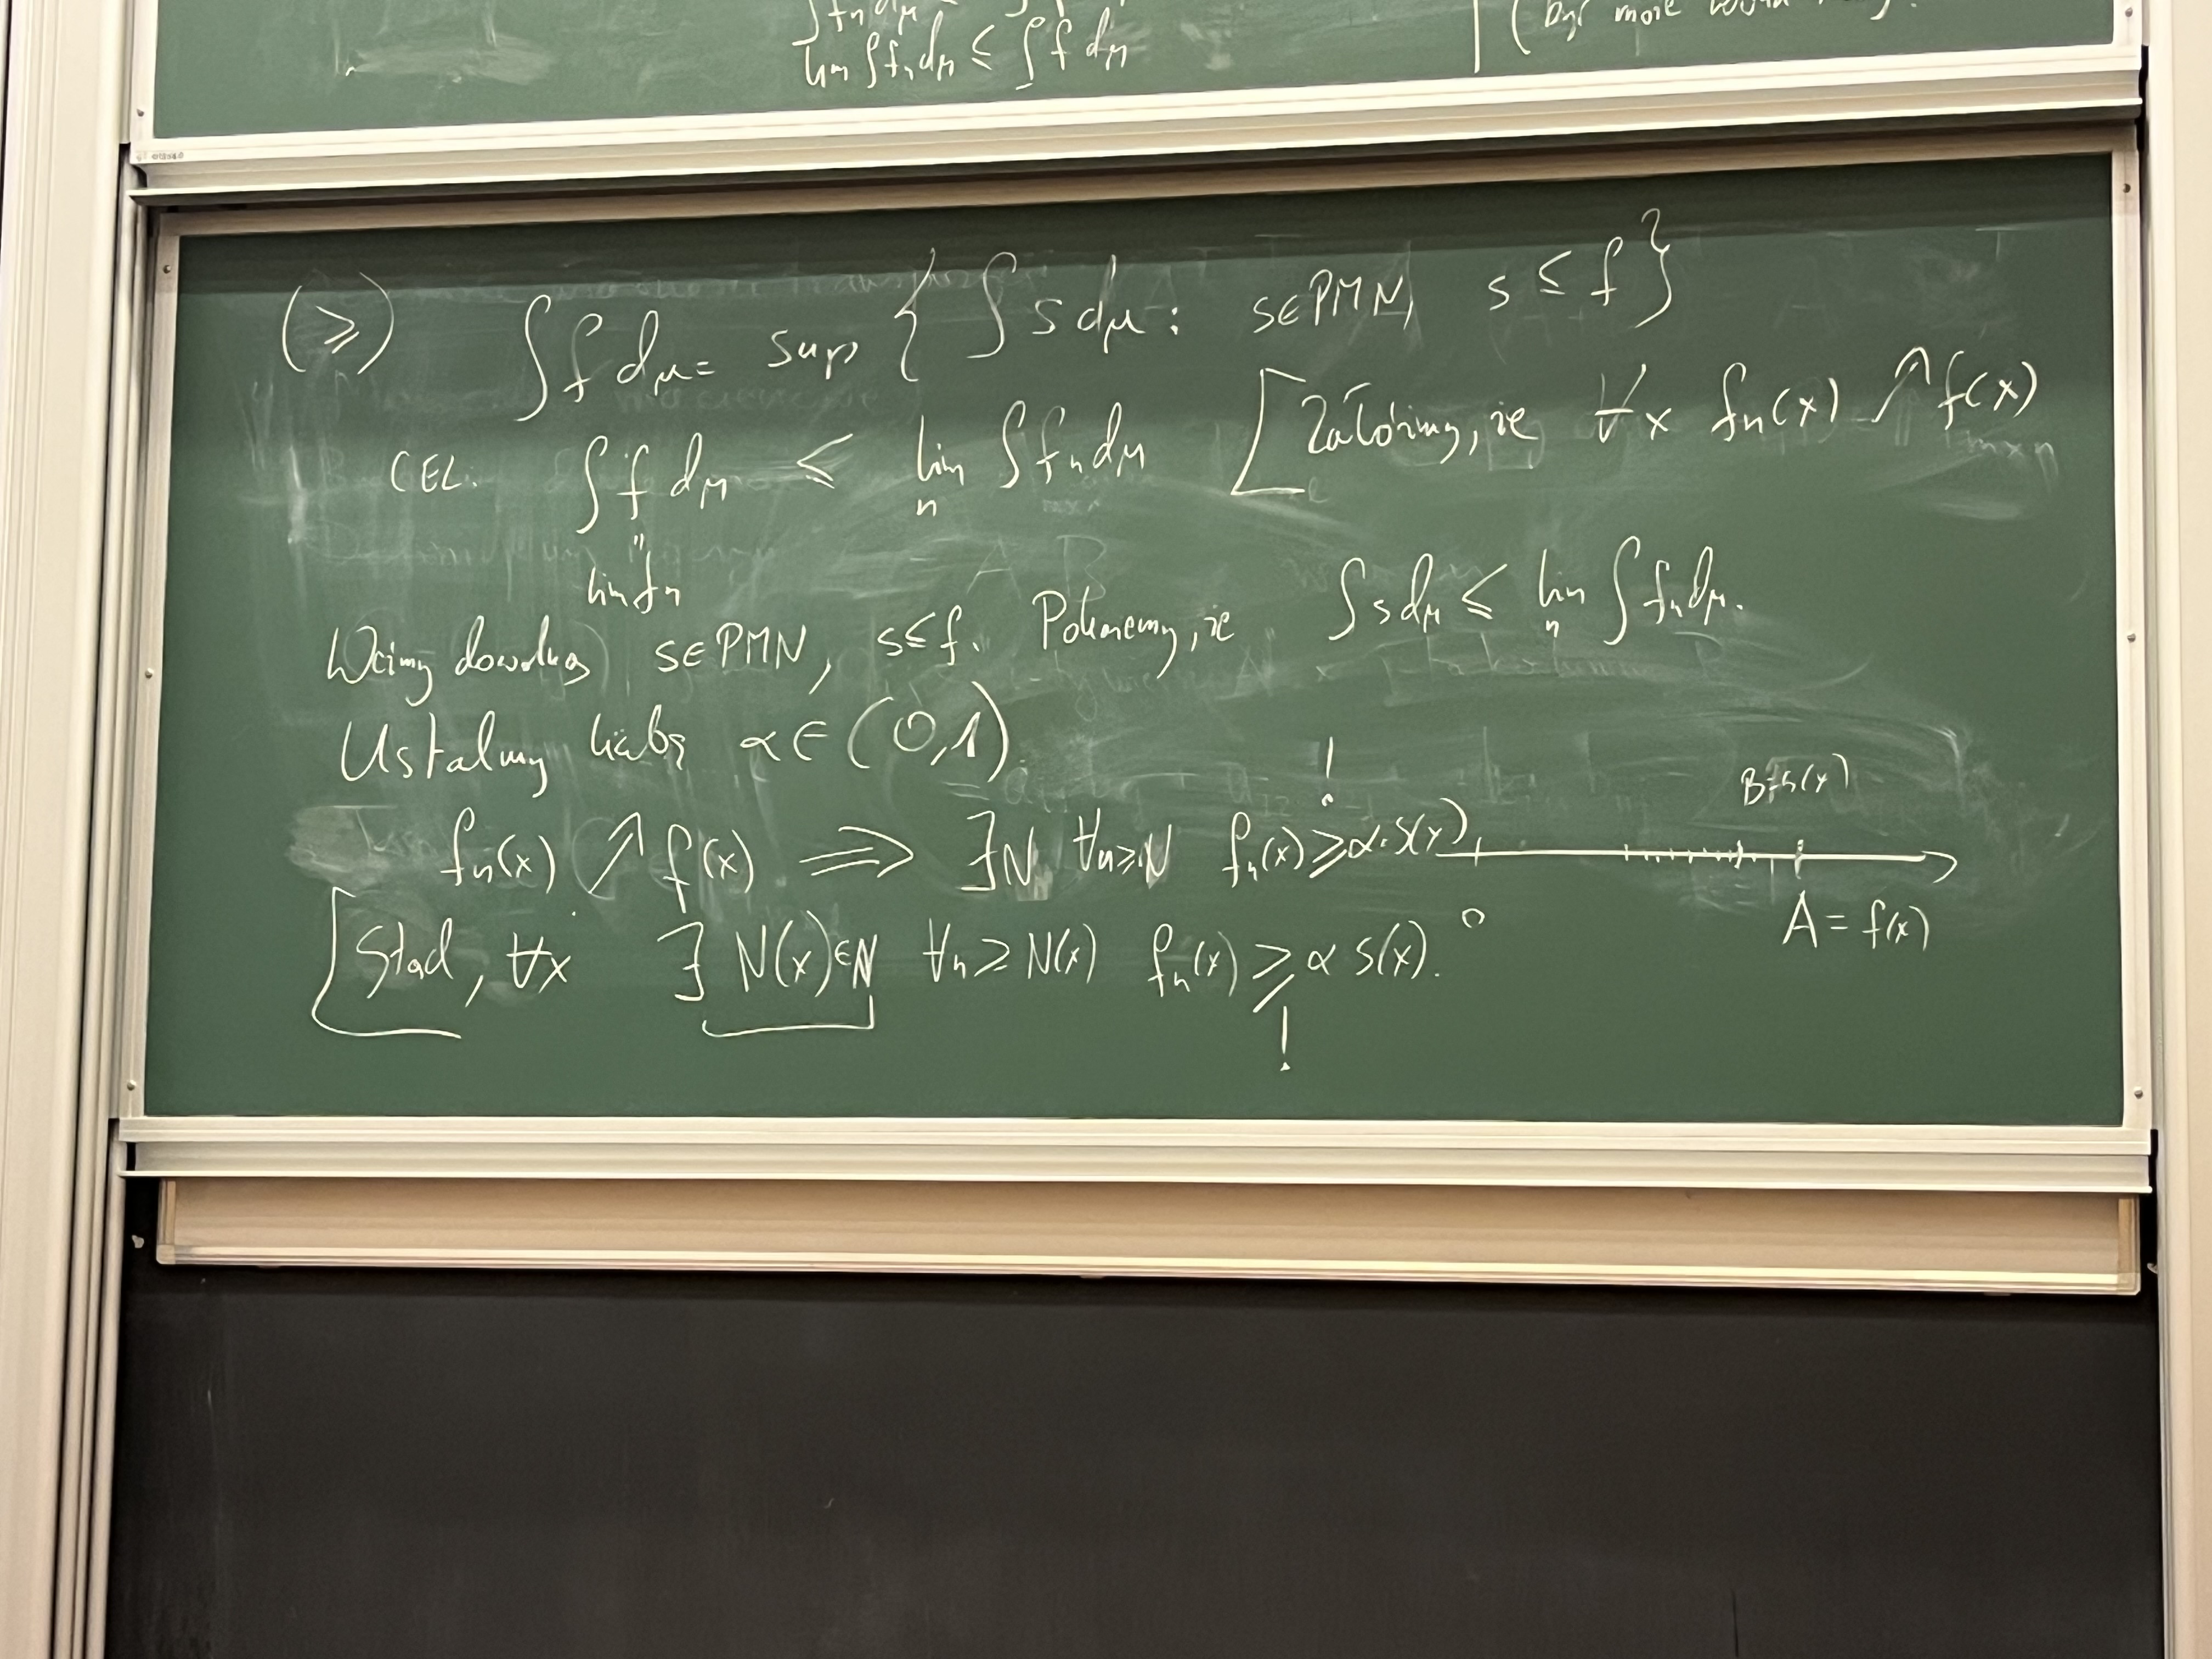 lim ∫fₙdμ ≤ ∫f dμ
(≥) ∫f dμ = sup { ∫s dμ : s∈PMN, s ≤ f }
CEL. ∫f dμ ≤ lim ∫fₙdμ [Załóżmy, że ∀x fₙ(x) ↗ f(x)
n
"
lim fₙ
Weźmy dowolną s∈PMN, s≤f. Pokażemy, że ∫s dμ ≤ lim ∫fₙdμ.
n
Ustalmy liczbę α∈(0,1)
! B=s(x)
fₙ(x) ↗ f(x) ⟹ ∃N ∀n≥N fₙ(x) ≥ α·s(x)
A = f(x)
[Stąd, ∀x ∃ N(x)∈ℕ ∀n ≥ N(x) fₙ(x) ≥ α s(x).
!